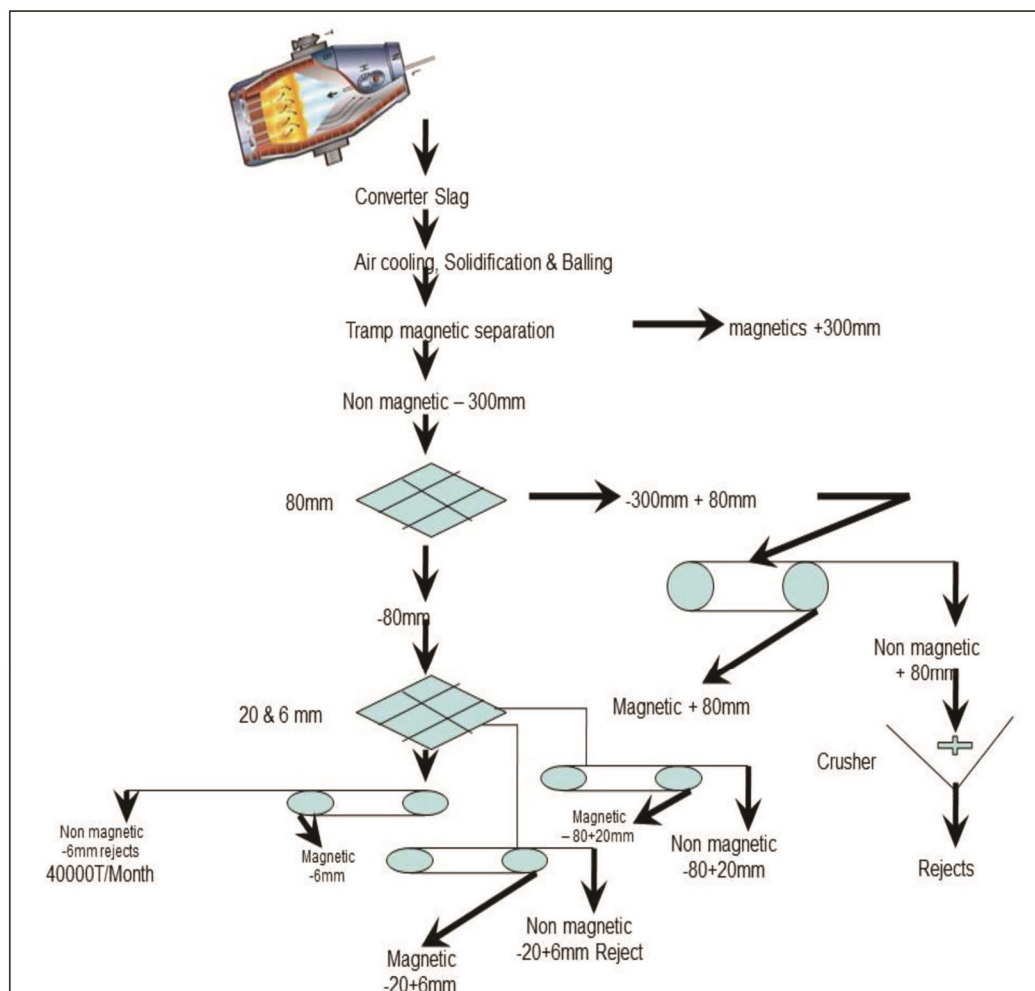 Converter Slag
Air cooling, Solidification & Balling
Tramp magnetic separation
magnetics +300mm
Non magnetic – 300mm
80mm
-300mm + 80mm
-80mm
Non magnetic
+ 80mm
Magnetic + 80mm
20 & 6 mm
Crusher
Magnetic
– 80+20mm
Non magnetic
-80+20mm
Non magnetic
-6mm rejects
40000T/Month
Magnetic
-6mm
Rejects
Non magnetic
-20+6mm Reject
Magnetic
-20+6mm